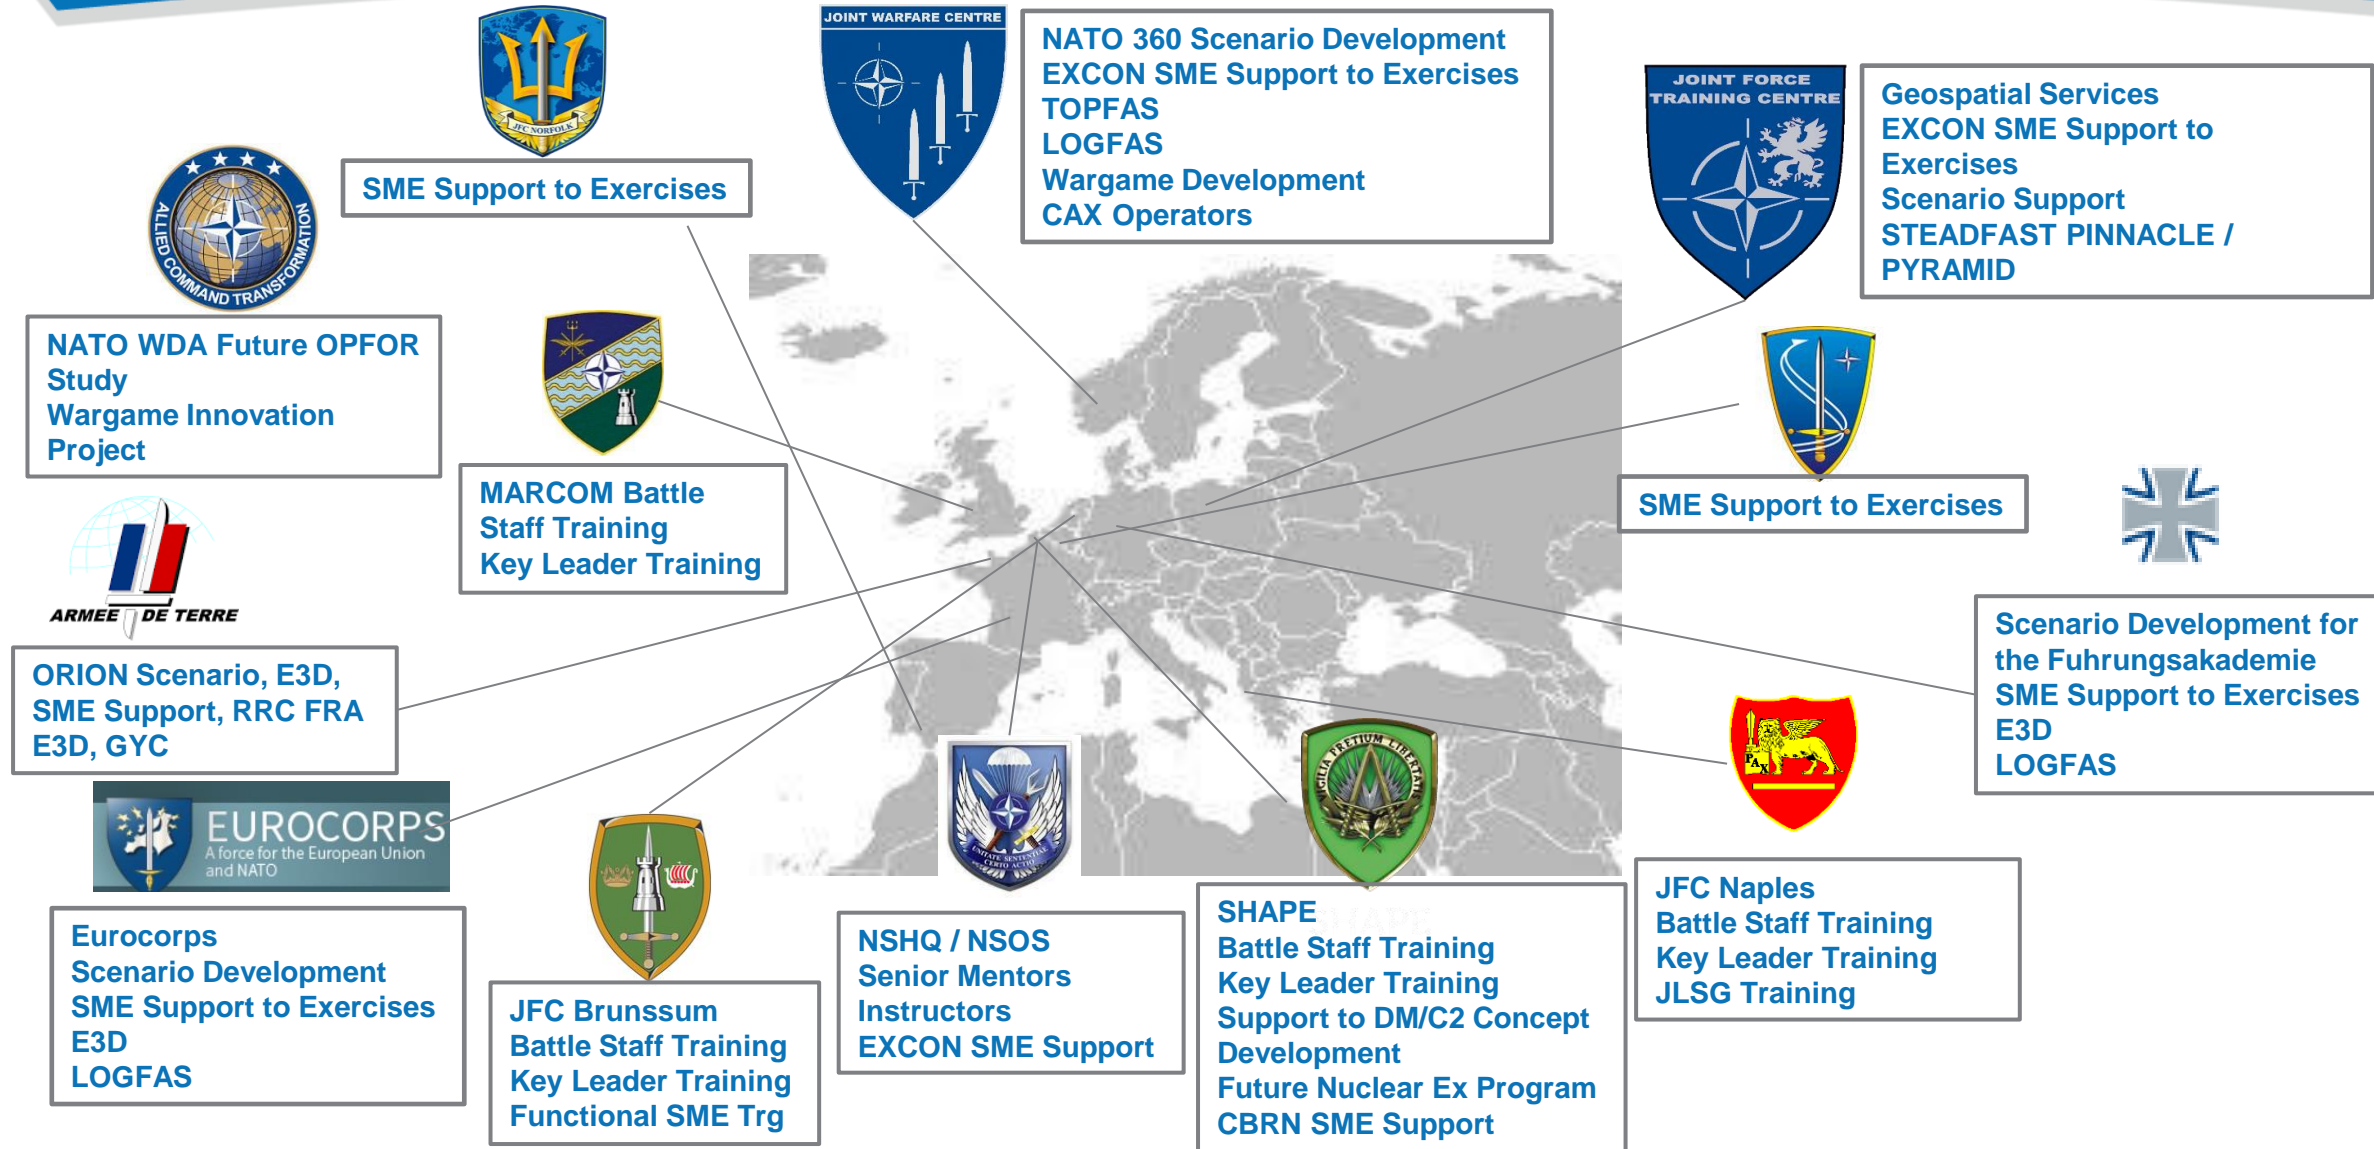 JFC NORFOLK
SME Support to Exercises
JOINT WARFARE CENTRE
NATO 360 Scenario Development
EXCON SME Support to Exercises
TOPFAS
LOGFAS
Wargame Development
CAX Operators
JOINT FORCE
TRAINING CENTRE
Geospatial Services
EXCON SME Support to
Exercises
Scenario Support
STEADFAST PINNACLE /
PYRAMID
ALLIED COMMAND TRANSFORMATION
NATO WDA Future OPFOR
Study
Wargame Innovation
Project
MARCOM Battle
Staff Training
Key Leader Training
SME Support to Exercises
ARMEE DE TERRE
ORION Scenario, E3D,
SME Support, RRC FRA
E3D, GYC
Scenario Development for
the Fuhrungsakademie
SME Support to Exercises
E3D
LOGFAS
EUROCORPS
A force for the European Union
and NATO
Eurocorps
Scenario Development
SME Support to Exercises
E3D
LOGFAS
JFC Brunssum
Battle Staff Training
Key Leader Training
Functional SME Trg
UNITATE SENTENTIAE
CERTO ACTIO
NSHQ / NSOS
Senior Mentors
Instructors
EXCON SME Support
VIGILIA PRETIUM LIBERTATIS
SHAPE
SHAPE
Battle Staff Training
Key Leader Training
Support to DM/C2 Concept
Development
Future Nuclear Ex Program
CBRN SME Support
PAX
JFC Naples
Battle Staff Training
Key Leader Training
JLSG Training